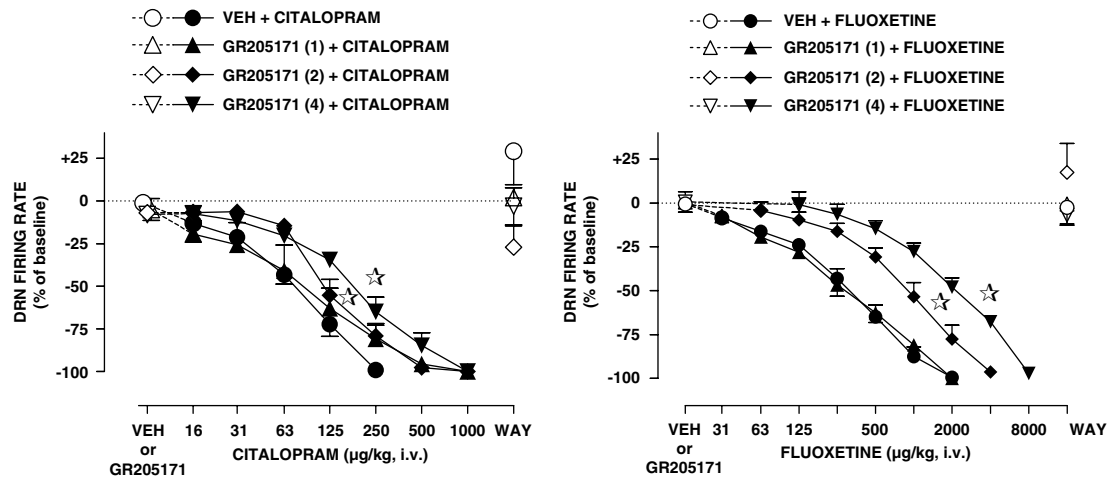 VEH + CITALOPRAM
GR205171 (1) + CITALOPRAM
GR205171 (2) + CITALOPRAM
GR205171 (4) + CITALOPRAM
DRN FIRING RATE
(% of baseline)
+25
0
-25
-50
-75
-100
VEH 16 31 63 125 250 500 1000 WAY
or
GR205171
CITALOPRAM (µg/kg, i.v.)
VEH + FLUOXETINE
GR205171 (1) + FLUOXETINE
GR205171 (2) + FLUOXETINE
GR205171 (4) + FLUOXETINE
DRN FIRING RATE
(% of baseline)
+25
0
-25
-50
-75
-100
VEH 31 63 125 500 2000 8000 WAY
or
GR205171
FLUOXETINE (µg/kg, i.v.)